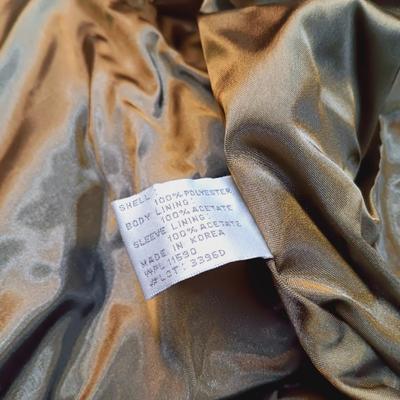 SHELL:
100% POLYESTER
BODY LINING:
100% ACETATE
SLEEVE LINING:
100% ACETATE
MADE IN KOREA
WPL 11590
#LOT: 3396D